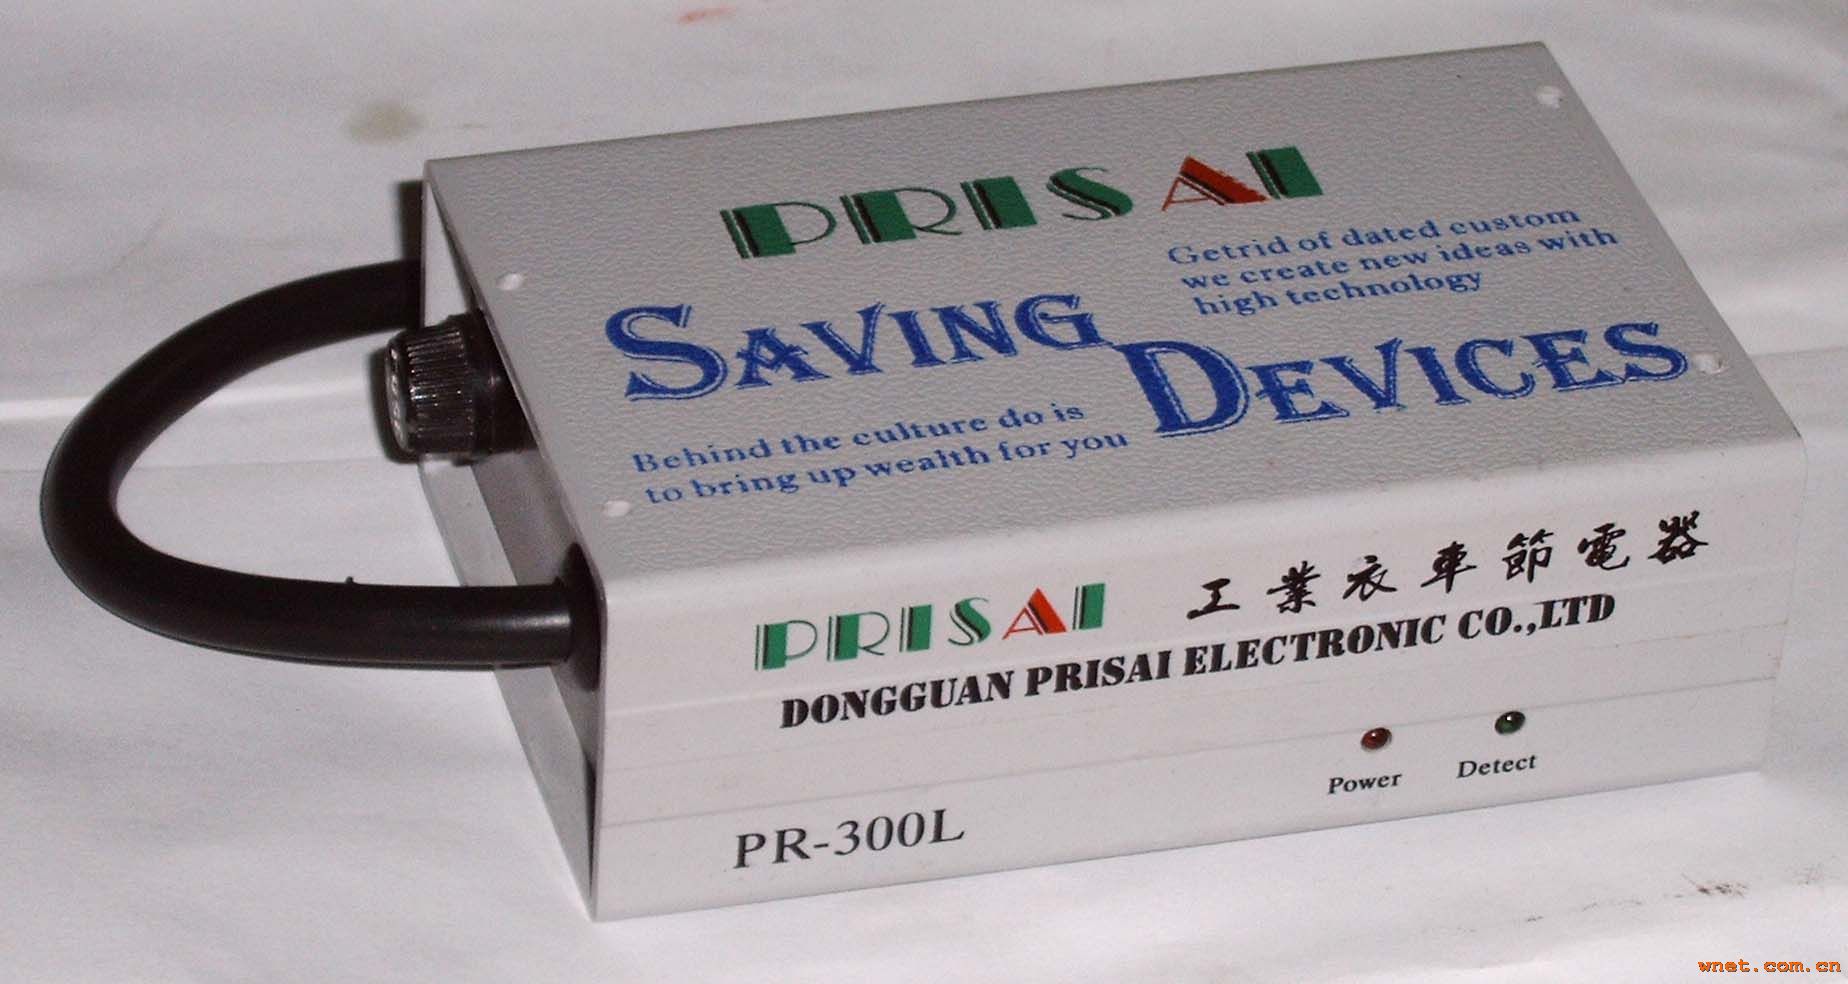 PRISAI
Getrid of dated custom
we create new ideas with
high technology
SAVING
DEVICES
Behind the culture do is
to bring up wealth for you
PRISAI 工業衣車節電器
DONGGUAN PRISAI ELECTRONIC CO.,LTD
Power Detect
PR-300L
wnet.com.cn